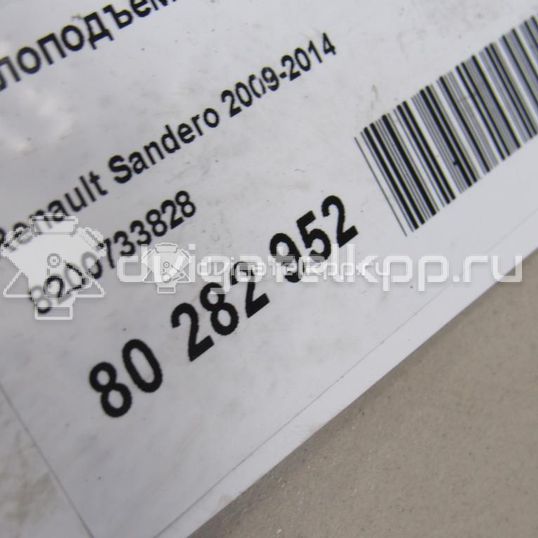 лоподъем
Renault Sandero 2009-2014
8200733828
80 282 952
dvigatelkpp.ru